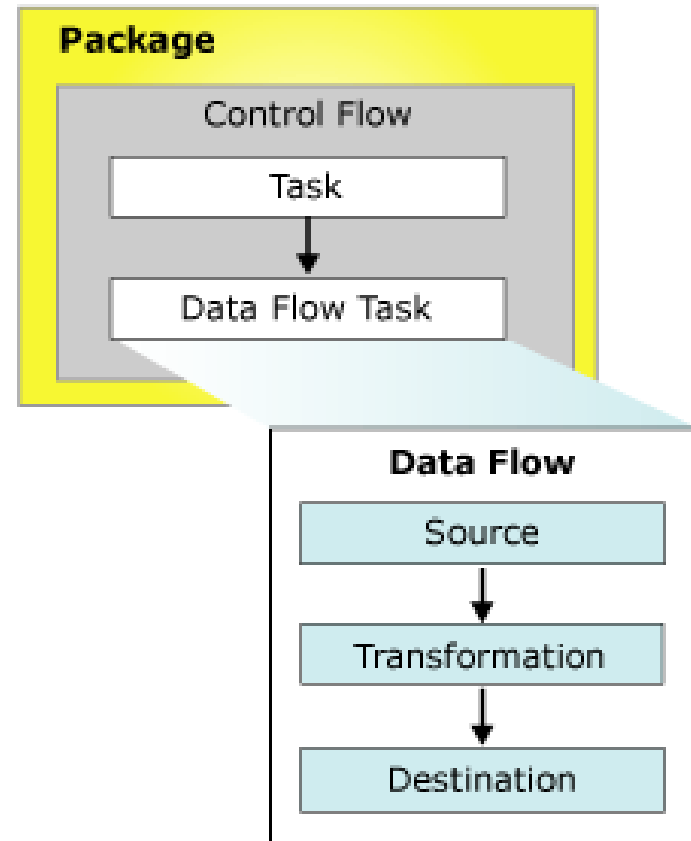 Package
Control Flow
Task
Data Flow Task
Data Flow
Source
Transformation
Destination